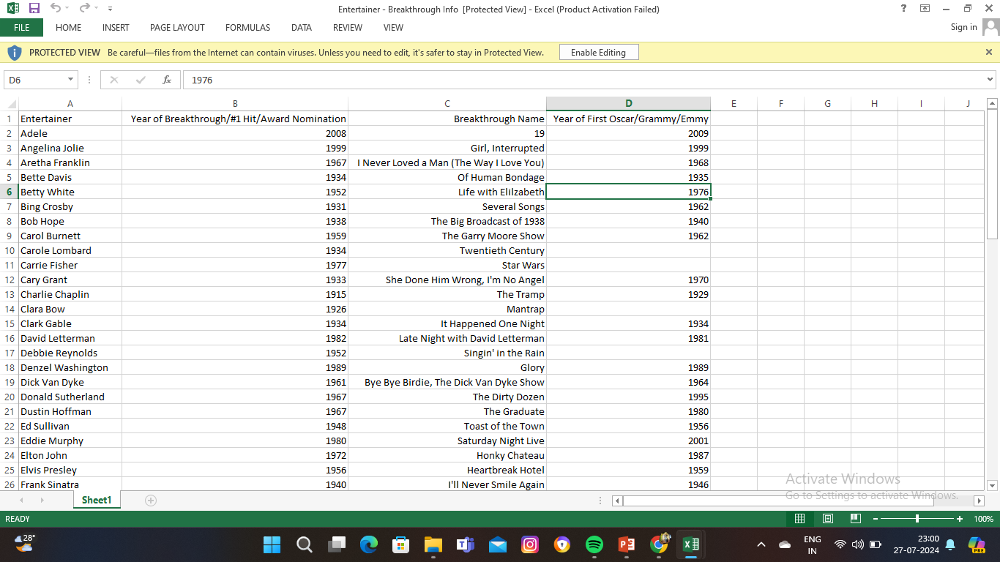 Entertainer - Breakthrough Info [Protected View] - Excel (Product Activation Failed)
FILE HOME INSERT PAGE LAYOUT FORMULAS DATA REVIEW VIEW Sign in
PROTECTED VIEW Be careful—files from the Internet can contain viruses. Unless you need to edit, it's safer to stay in Protected View. Enable Editing
D6 fx 1976
A B C D E F G H I J
1 Entertainer Year of Breakthrough/#1 Hit/Award Nomination Breakthrough Name Year of First Oscar/Grammy/Emmy
2 Adele 2008 19 2009
3 Angelina Jolie 1999 Girl, Interrupted 1999
4 Aretha Franklin 1967 I Never Loved a Man (The Way I Love You) 1968
5 Bette Davis 1934 Of Human Bondage 1935
6 Betty White 1952 Life with Elilzabeth 1976
7 Bing Crosby 1931 Several Songs 1962
8 Bob Hope 1938 The Big Broadcast of 1938 1940
9 Carol Burnett 1959 The Garry Moore Show 1962
10 Carole Lombard 1934 Twentieth Century
11 Carrie Fisher 1977 Star Wars
12 Cary Grant 1933 She Done Him Wrong, I'm No Angel 1970
13 Charlie Chaplin 1915 The Tramp 1929
14 Clara Bow 1926 Mantrap
15 Clark Gable 1934 It Happened One Night 1934
16 David Letterman 1982 Late Night with David Letterman 1981
17 Debbie Reynolds 1952 Singin' in the Rain
18 Denzel Washington 1989 Glory 1989
19 Dick Van Dyke 1961 Bye Bye Birdie, The Dick Van Dyke Show 1964
20 Donald Sutherland 1967 The Dirty Dozen 1995
21 Dustin Hoffman 1967 The Graduate 1980
22 Ed Sullivan 1948 Toast of the Town 1956
23 Eddie Murphy 1980 Saturday Night Live 2001
24 Elton John 1972 Honky Chateau 1987
25 Elvis Presley 1956 Heartbreak Hotel 1959
26 Frank Sinatra 1940 I'll Never Smile Again 1946
Activate Windows
Go to Settings to activate Windows.
Sheet1
READY 100%
28° ENG 23:00
IN 27-07-2024
PRE